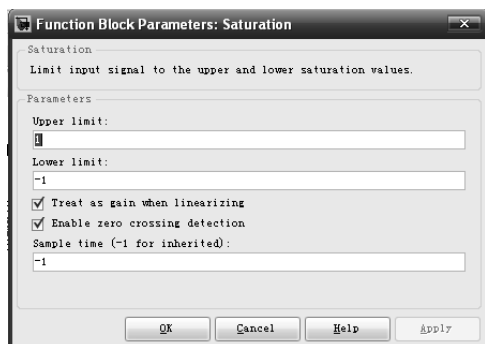 Function Block Parameters: Saturation
Saturation
Limit input signal to the upper and lower saturation values.
Parameters
Upper limit:
1
Lower limit:
-1
Treat as gain when linearizing
Enable zero crossing detection
Sample time (-1 for inherited):
-1
OK Cancel Help Apply